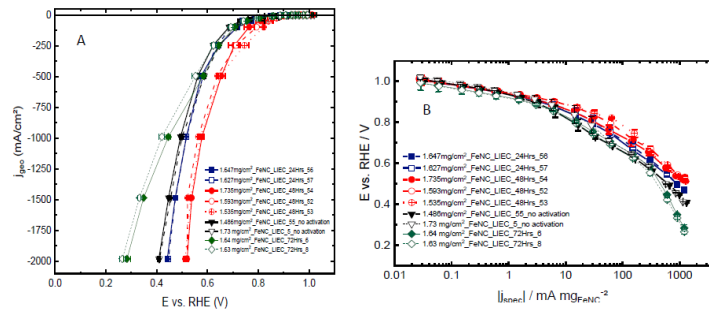 A
0
-250
-500
-750
-1000
-1250
-1500
-1750
-2000
j_geo (mA/cm²)
1.647mg/cm²_FeNC_LIEC_24Hrs_56
1.627mg/cm²_FeNC_LIEC_24Hrs_57
1.735mg/cm²_FeNC_LIEC_48Hrs_54
1.593mg/cm²_FeNC_LIEC_48Hrs_52
1.535mg/cm²_FeNC_LIEC_48Hrs_53
1.486mg/cm²_FeNC_LIEC_55_no activation
1.73 mg/cm²_FeNC_LIEC_5_no activation
1.64 mg/cm²_FeNC_LIEC_72Hrs_6
1.63 mg/cm²_FeNC_LIEC_72Hrs_8
0.0 0.2 0.4 0.6 0.8 1.0
E vs. RHE (V)
B
1.0
0.8
0.6
0.4
0.2
E vs. RHE / V
1.647mg/cm²_FeNC_LIEC_24Hrs_56
1.627mg/cm²_FeNC_LIEC_24Hrs_57
1.735mg/cm²_FeNC_LIEC_48Hrs_54
1.593mg/cm²_FeNC_LIEC_48Hrs_52
1.535mg/cm²_FeNC_LIEC_48Hrs_53
1.486mg/cm²_FeNC_LIEC_55_no activation
1.73 mg/cm²_FeNC_LIEC_5_no activation
1.64 mg/cm²_FeNC_LIEC_72Hrs_6
1.63 mg/cm²_FeNC_LIEC_72Hrs_8
0.01 0.1 1 10 100 1000
|j_spec| / mA mg_FeNC⁻²